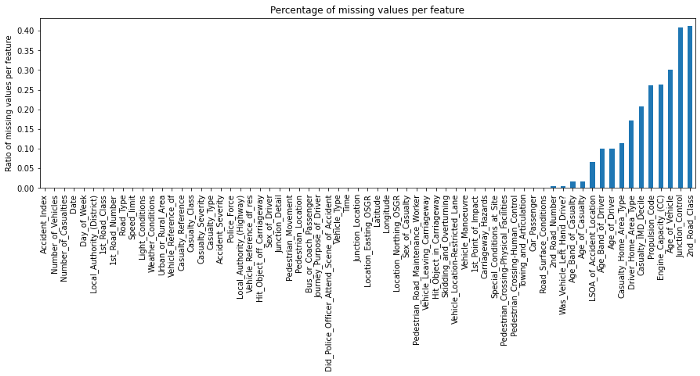 Percentage of missing values per feature
Ratio of missing values per feature
0.40
0.35
0.30
0.25
0.20
0.15
0.10
0.05
0.00
Accident_Index
Number_of_Vehicles
Number_of_Casualties
Date
Day_of_Week
Local_Authority_(District)
1st_Road_Class
1st_Road_Number
Road_Type
Speed_limit
Light_Conditions
Weather_Conditions
Urban_or_Rural_Area
Vehicle_Reference_of
Casualty_Reference
Casualty_Class
Casualty_Severity
Casualty_Type
Accident_Severity
Police_Force
Local_Authority_(Highway)
Vehicle_Reference_of_res
Hit_Object_off_Carriageway
Sex_of_Driver
Junction_Detail
Pedestrian_Movement
Pedestrian_Location
Bus_or_Coach_Passenger
Journey_Purpose_of_Driver
Did_Police_Officer_Attend_Scene_of_Accident
Vehicle_Type
Time
Junction_Location
Location_Easting_OSGR
Latitude
Longitude
Location_Northing_OSGR
Sex_of_Casualty
Pedestrian_Road_Maintenance_Worker
Vehicle_Leaving_Carriageway
Hit_Object_in_Carriageway
Skidding_and_Overturning
Vehicle_Location-Restricted_Lane
Vehicle_Manoeuvre
1st_Point_of_Impact
Carriageway_Hazards
Special_Conditions_at_Site
Pedestrian_Crossing-Physical_Facilities
Pedestrian_Crossing-Human_Control
Towing_and_Articulation
Car_Passenger
Road_Surface_Conditions
2nd_Road_Number
Was_Vehicle_Left_Hand_Drive?
Age_Band_of_Casualty
Age_of_Casualty
LSOA_of_Accident_Location
Age_Band_of_Driver
Age_of_Driver
Casualty_Home_Area_Type
Driver_Home_Area_Type
Casualty_IMD_Decile
Propulsion_Code
Engine_Capacity_(CC)
Age_of_Vehicle
Junction_Control
2nd_Road_Class